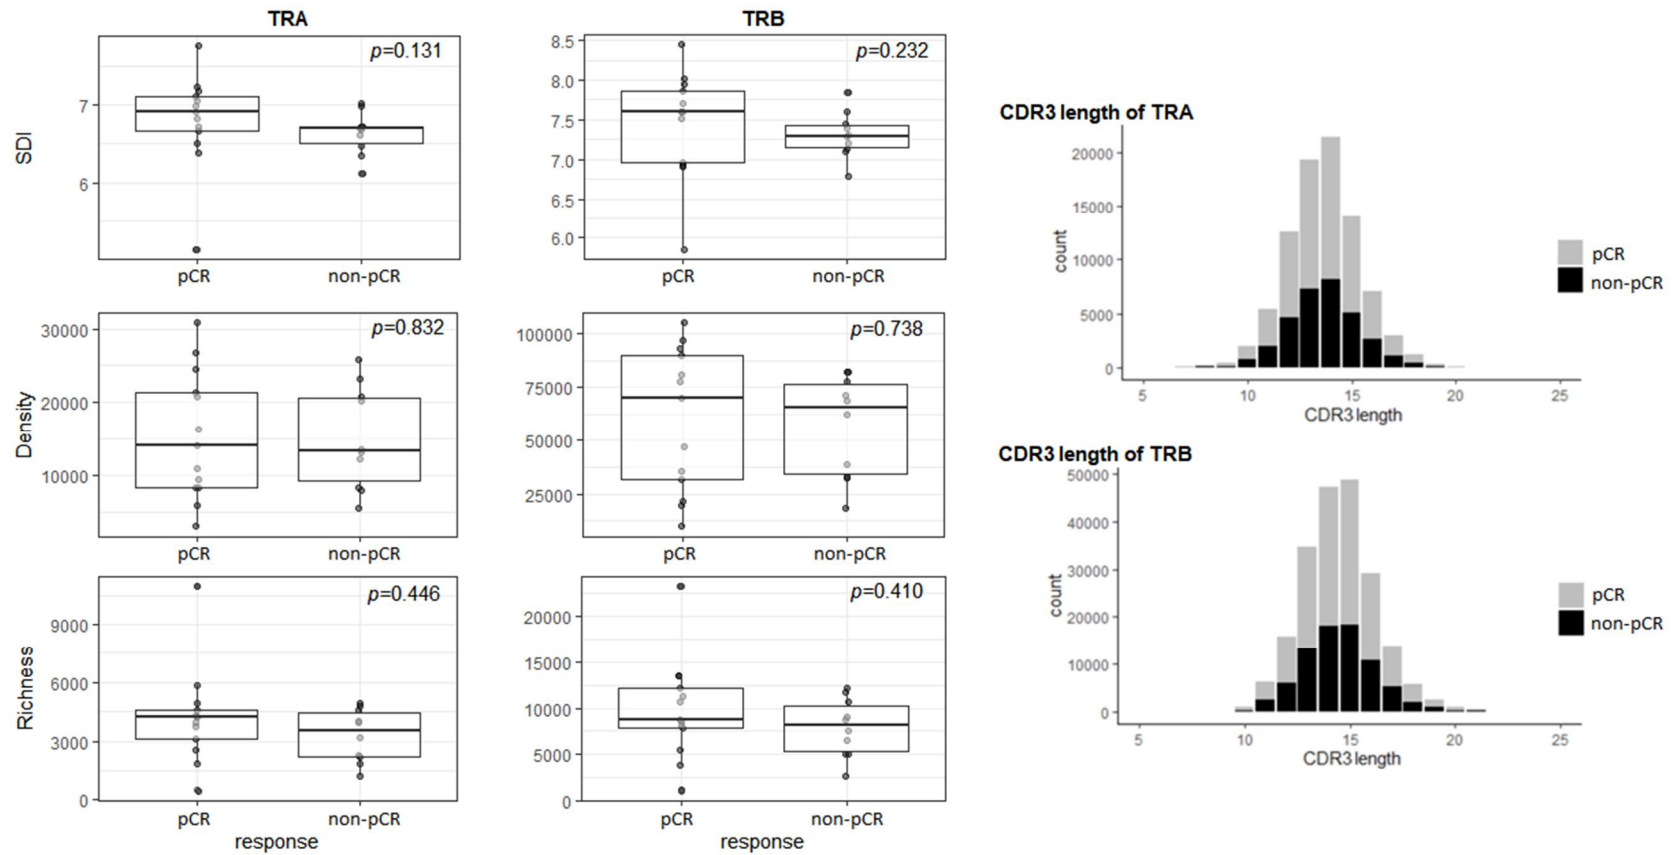 TRA
TRB
p=0.131
7
6
SDI
pCR
non-pCR
p=0.232
8.5
8.0
7.5
7.0
6.5
6.0
pCR
non-pCR
p=0.832
30000
20000
10000
Density
pCR
non-pCR
p=0.738
100000
75000
50000
25000
pCR
non-pCR
p=0.446
9000
6000
3000
0
Richness
pCR
non-pCR
response
p=0.410
20000
15000
10000
5000
0
pCR
non-pCR
response
CDR3 length of TRA
20000
15000
10000
5000
0
count
5
10
15
20
25
CDR3 length
pCR
non-pCR
CDR3 length of TRB
50000
40000
30000
20000
10000
0
count
5
10
15
20
25
CDR3 length
pCR
non-pCR